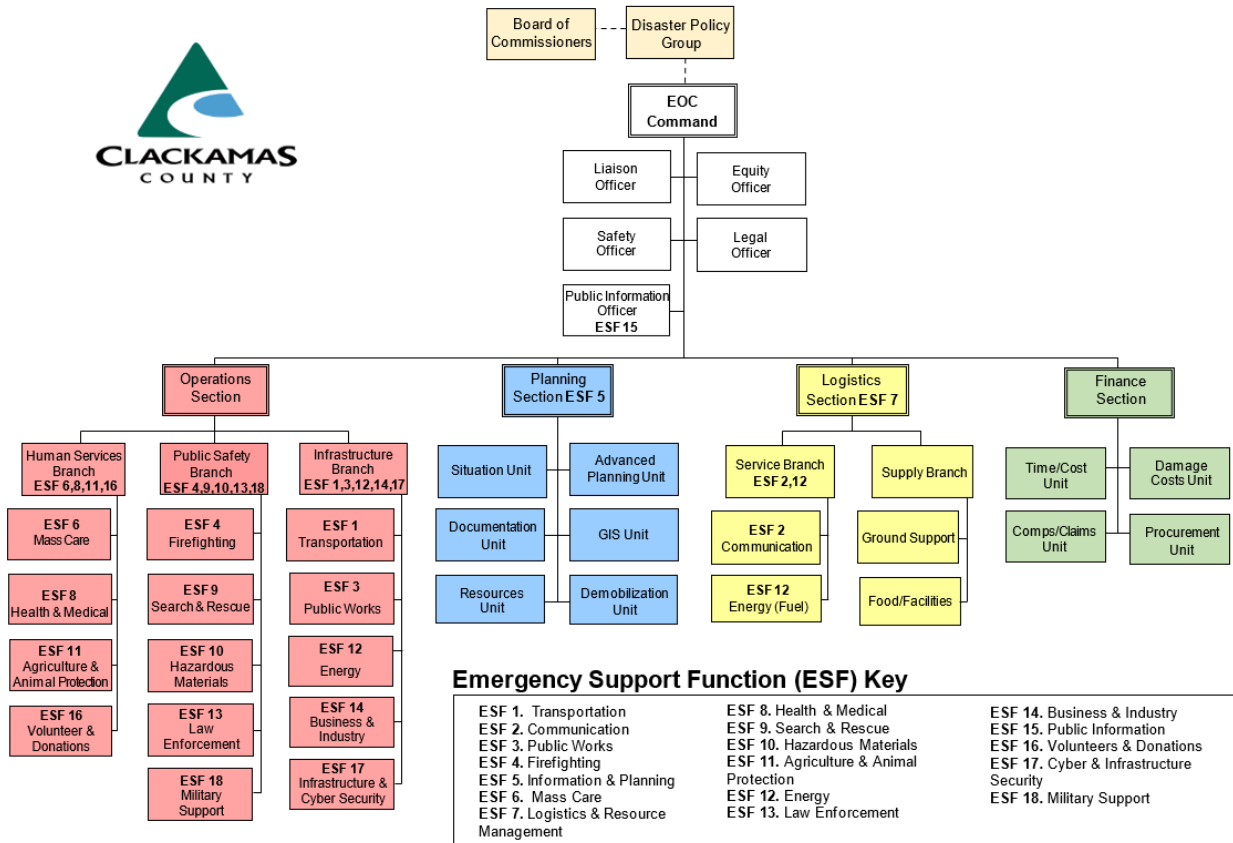 Board of
Commissioners
Disaster Policy
Group
CLACKAMAS
COUNTY
EOC
Command
Liaison
Officer
Equity
Officer
Safety
Officer
Legal
Officer
Public Information
Officer
ESF 15
Operations
Section
Planning
Section ESF 5
Logistics
Section ESF 7
Finance
Section
Human Services
Branch
ESF 6,8,11,16
Public Safety
Branch
ESF 4,9,10,13,18
Infrastructure
Branch
ESF 1,3,12,14,17
ESF 6
Mass Care
ESF 8
Health & Medical
ESF 11
Agriculture &
Animal Protection
ESF 16
Volunteer &
Donations
ESF 4
Firefighting
ESF 9
Search & Rescue
ESF 10
Hazardous
Materials
ESF 13
Law
Enforcement
ESF 18
Military
Support
ESF 1
Transportation
ESF 3
Public Works
ESF 12
Energy
ESF 14
Business &
Industry
ESF 17
Infrastructure &
Cyber Security
Situation Unit
Advanced
Planning Unit
Documentation
Unit
GIS Unit
Resources
Unit
Demobilization
Unit
Service Branch
ESF 2,12
Supply Branch
ESF 2
Communication
Ground Support
ESF 12
Energy (Fuel)
Food/Facilities
Time/Cost
Unit
Damage
Costs Unit
Comps/Claims
Unit
Procurement
Unit
Emergency Support Function (ESF) Key
ESF 1. Transportation
ESF 2. Communication
ESF 3. Public Works
ESF 4. Firefighting
ESF 5. Information & Planning
ESF 6. Mass Care
ESF 7. Logistics & Resource
Management
ESF 8. Health & Medical
ESF 9. Search & Rescue
ESF 10. Hazardous Materials
ESF 11. Agriculture & Animal
Protection
ESF 12. Energy
ESF 13. Law Enforcement
ESF 14. Business & Industry
ESF 15. Public Information
ESF 16. Volunteers & Donations
ESF 17. Cyber & Infrastructure
Security
ESF 18. Military Support